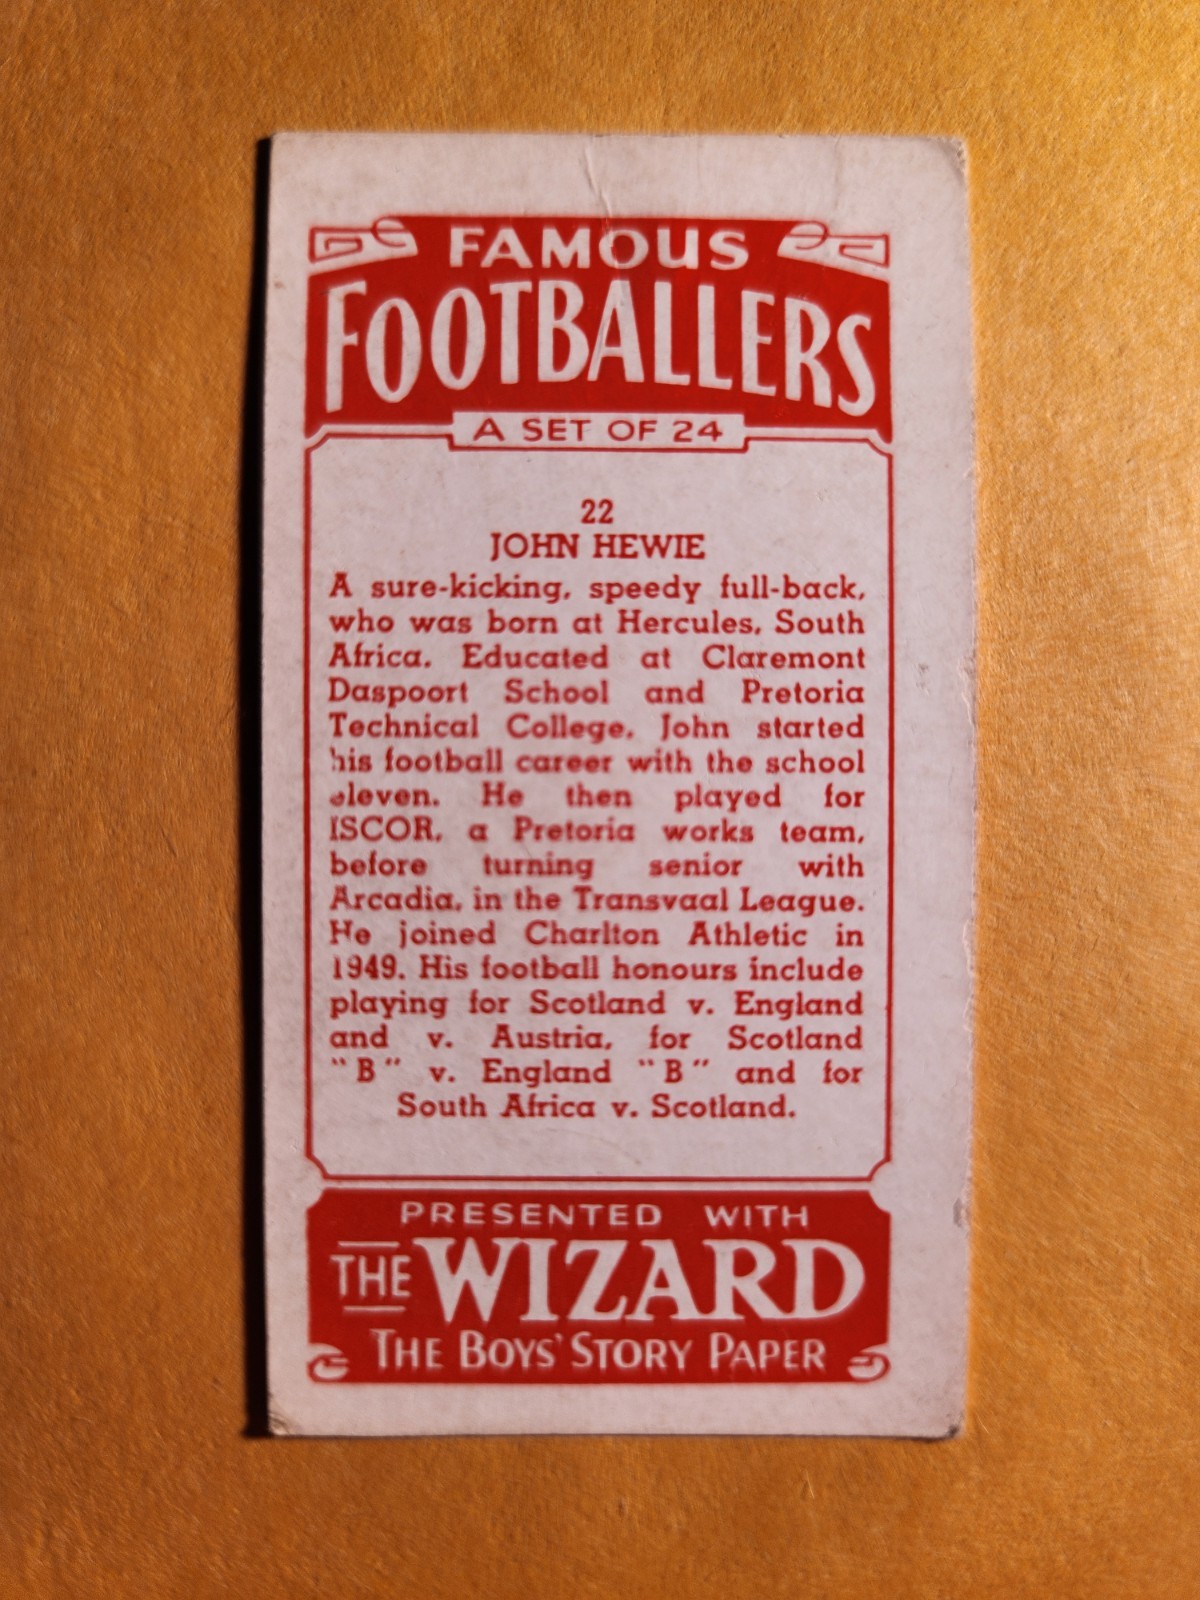 FAMOUS
FOOTBALLERS
A SET OF 24
22
JOHN HEWIE
A sure-kicking, speedy full-back,
who was born at Hercules, South
Africa. Educated at Claremont
Daspoort School and Pretoria
Technical College, John started
his football career with the school
eleven. He then played for
ISCOR, a Pretoria works team,
before turning senior with
Arcadia, in the Transvaal League.
He joined Charlton Athletic in
1949. His football honours include
playing for Scotland v. England
and v. Austria, for Scotland
"B" v. England "B" and for
South Africa v. Scotland.
PRESENTED WITH
THE WIZARD
THE BOYS' STORY PAPER